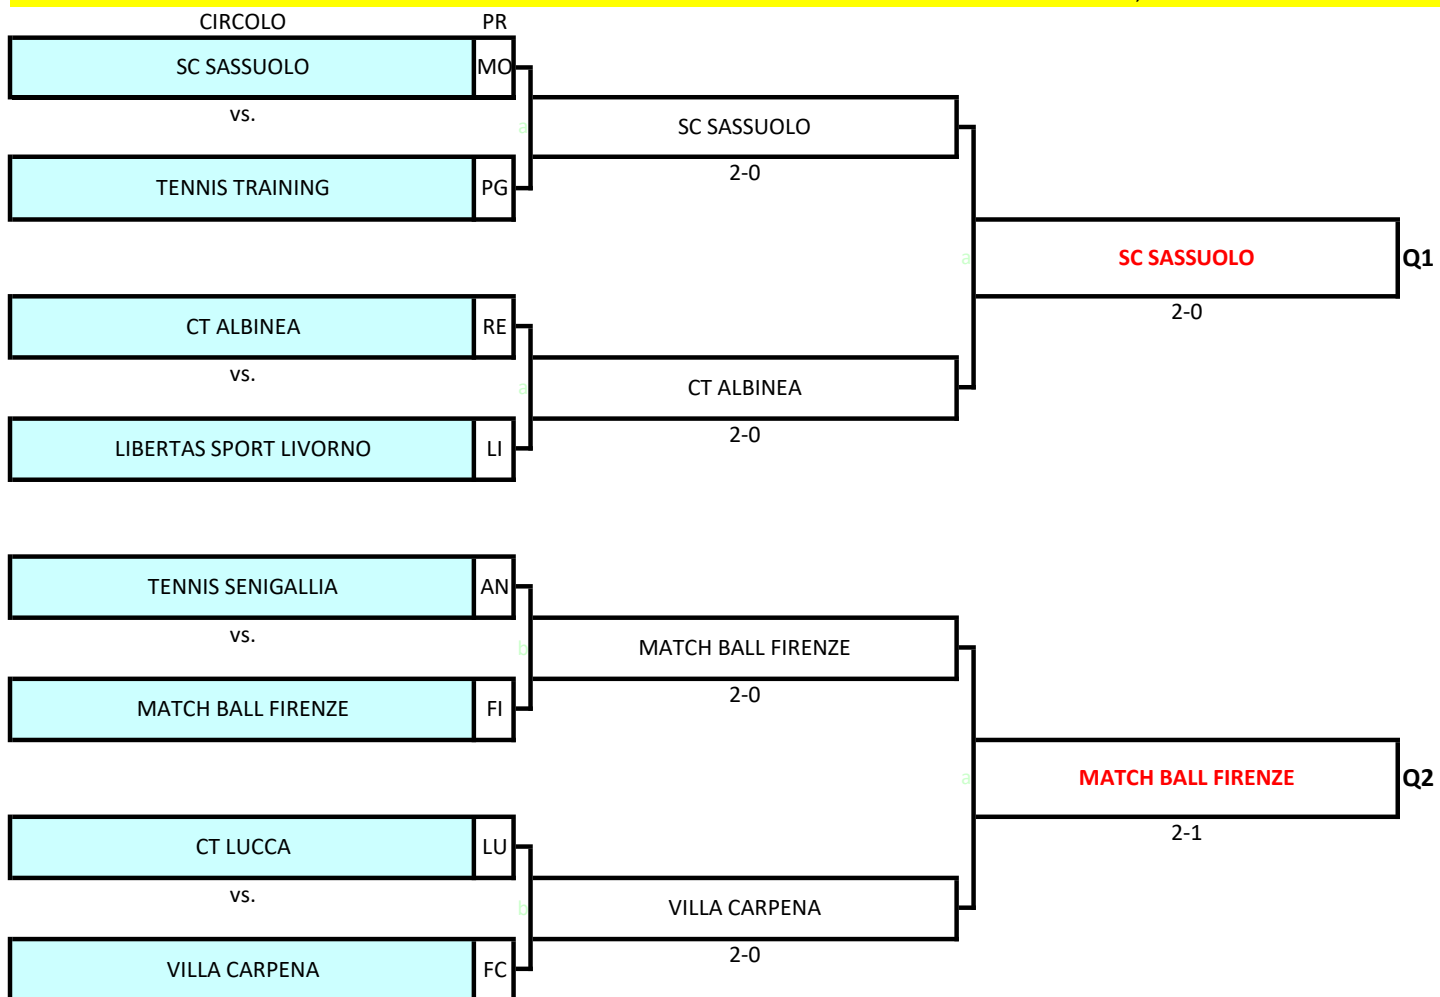 CIRCOLO PR
SC SASSUOLO MO
vs.
a
SC SASSUOLO
2-0
TENNIS TRAINING PG
a
SC SASSUOLO Q1
2-0
CT ALBINEA RE
vs.
a
CT ALBINEA
2-0
LIBERTAS SPORT LIVORNO LI
TENNIS SENIGALLIA AN
vs.
b
MATCH BALL FIRENZE
2-0
MATCH BALL FIRENZE FI
a
MATCH BALL FIRENZE Q2
2-1
CT LUCCA LU
vs.
b
VILLA CARPENA
2-0
VILLA CARPENA FC